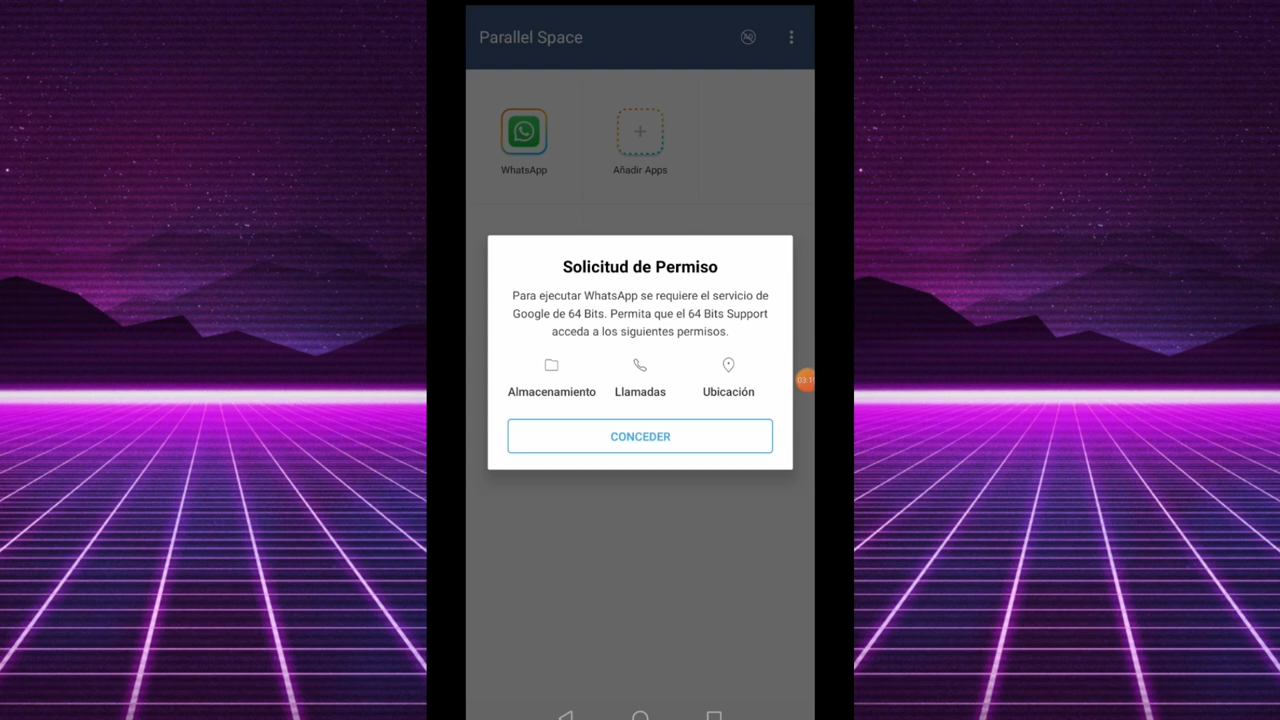 Parallel Space
WhatsApp
Añadir Apps
Solicitud de Permiso
Para ejecutar WhatsApp se requiere el servicio de
Google de 64 Bits. Permita que el 64 Bits Support
acceda a los siguientes permisos.
Almacenamiento Llamadas Ubicación
CONCEDER